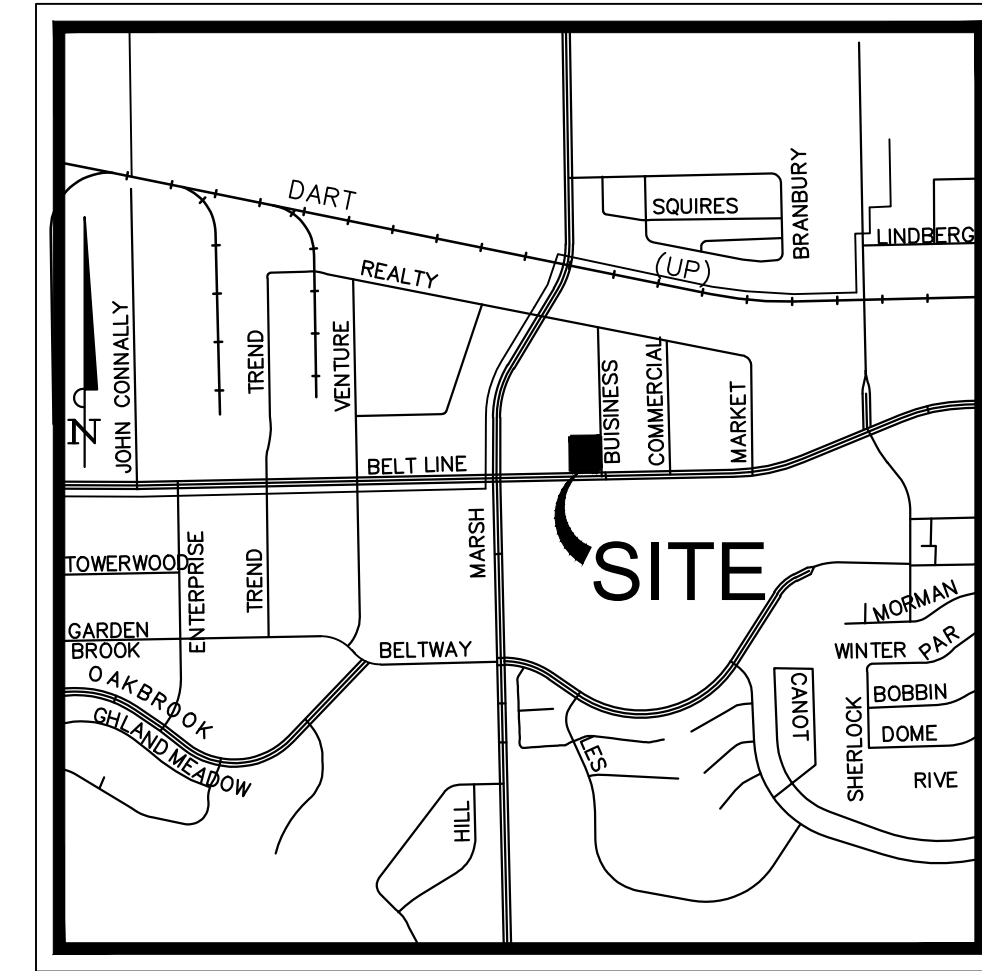 DART
SQUIRES
BRANBURY
LINDBERG
(UP)
REALTY
JOHN CONNALLY
TREND
VENTURE
BUISINESS
COMMERCIAL
MARKET
N
BELT LINE
MARSH
SITE
TOWERWOOD
ENTERPRISE
TREND
GARDEN
BROOK
BELTWAY
MORMAN
WINTER PAR
OAKBROOK
GHLAND MEADOW
LES
CANOT
SHERLOCK
BOBBIN
DOME
RIVE
HILL